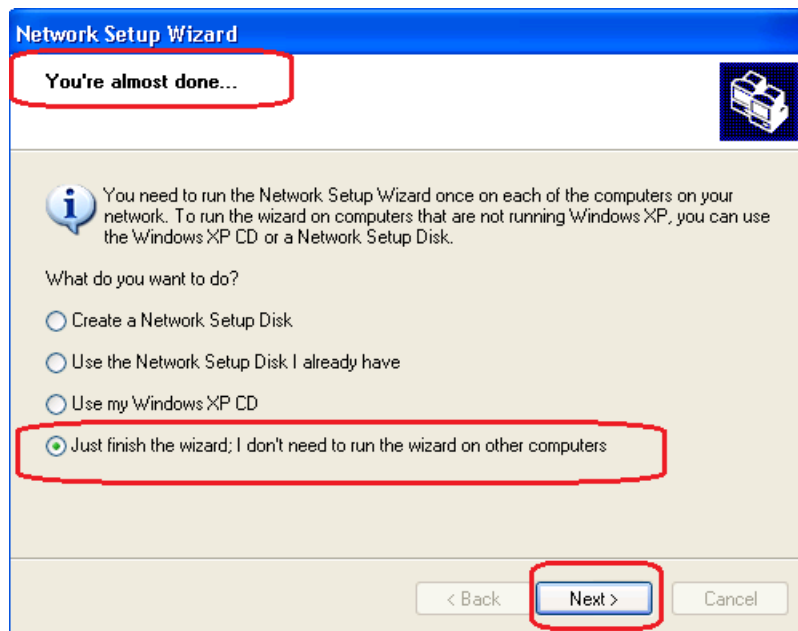 Network Setup Wizard
You're almost done...
You need to run the Network Setup Wizard once on each of the computers on your
network. To run the wizard on computers that are not running Windows XP, you can use
the Windows XP CD or a Network Setup Disk.
What do you want to do?
Create a Network Setup Disk
Use the Network Setup Disk I already have
Use my Windows XP CD
Just finish the wizard; I don't need to run the wizard on other computers
< Back Next > Cancel